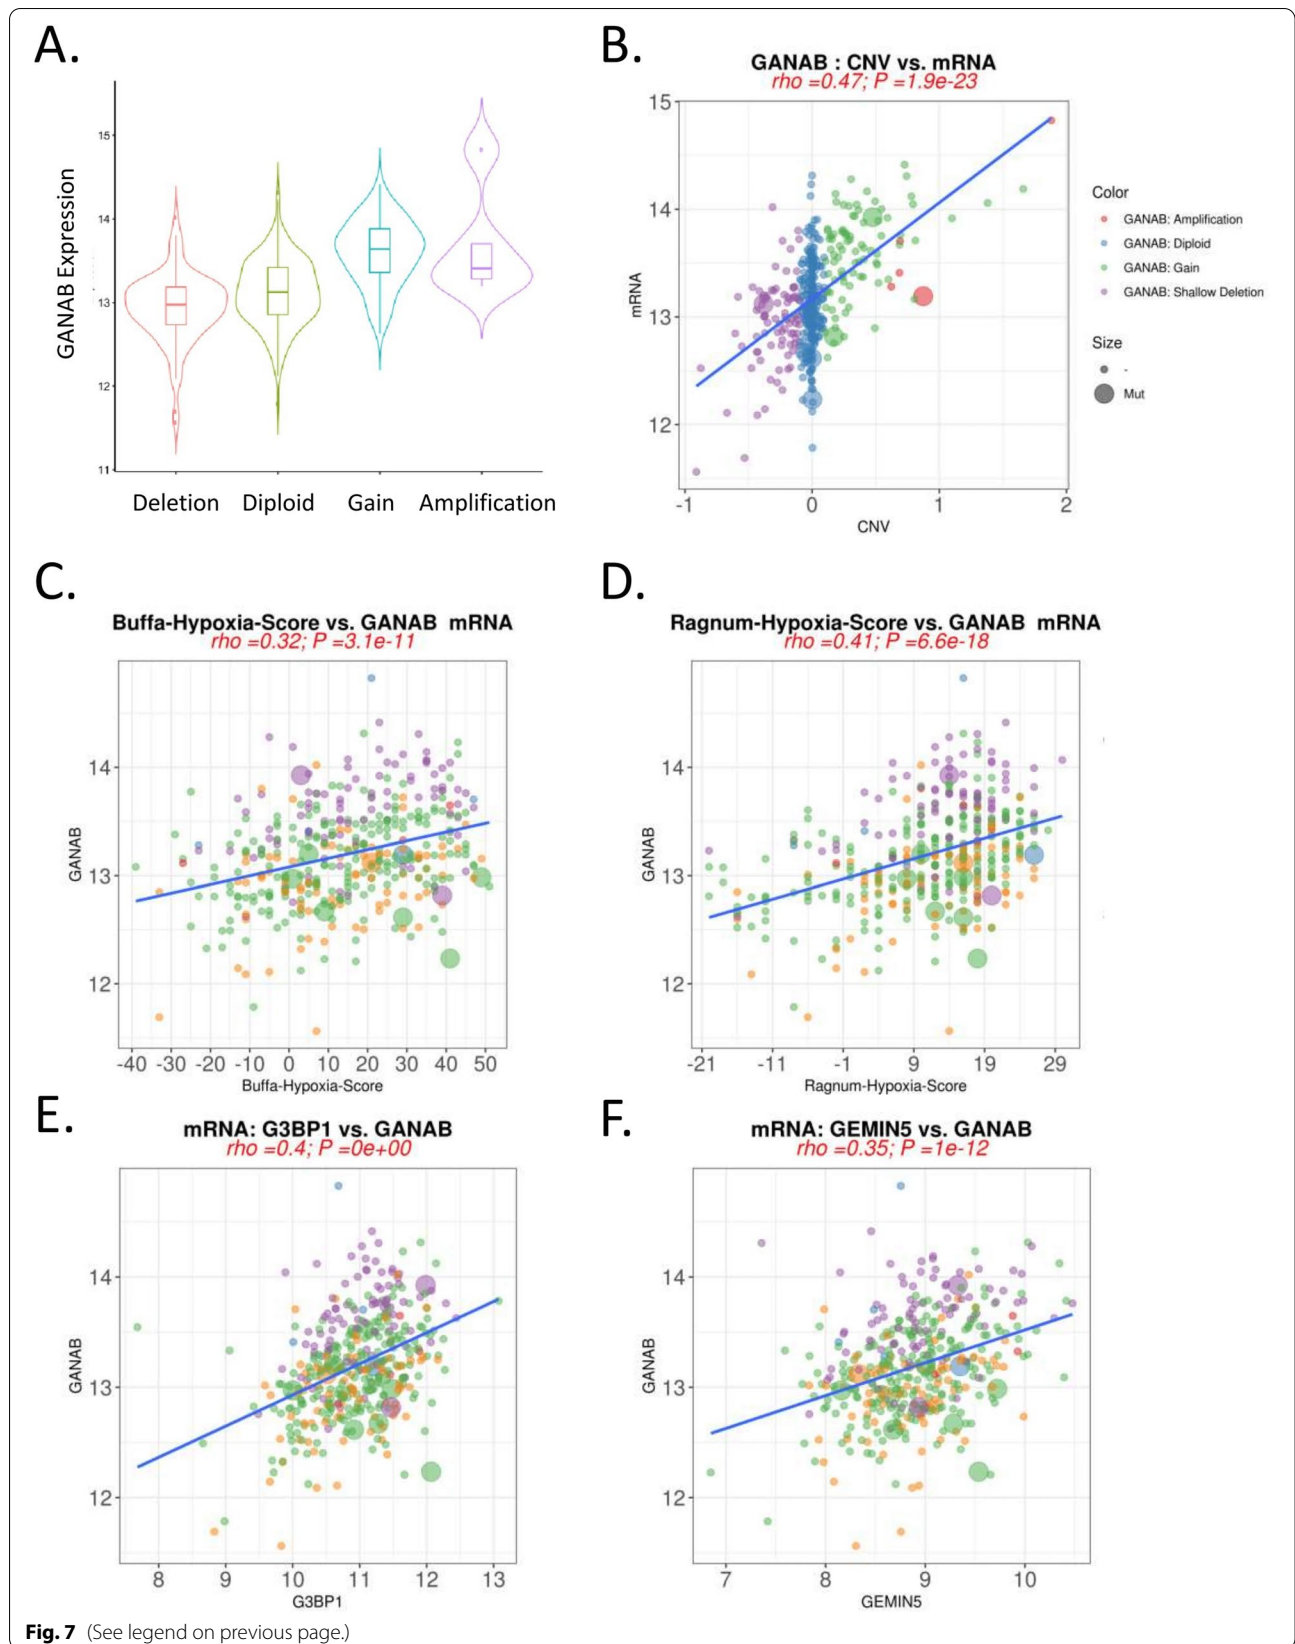 A.
GANAB Expression
15
14
13
12
11
Deletion Diploid Gain Amplification
B.
GANAB : CNV vs. mRNA
rho =0.47; P =1.9e-23
mRNA
15
14
13
12
-1 0 1 2
CNV
Color
GANAB: Amplification
GANAB: Diploid
GANAB: Gain
GANAB: Shallow Deletion
Size
-
Mut
C.
Buffa-Hypoxia-Score vs. GANAB mRNA
rho =0.32; P =3.1e-11
GANAB
14
13
12
-40 -30 -20 -10 0 10 20 30 40 50
Buffa-Hypoxia-Score
D.
Ragnum-Hypoxia-Score vs. GANAB mRNA
rho =0.41; P =6.6e-18
GANAB
14
13
12
-21 -11 -1 9 19 29
Ragnum-Hypoxia-Score
E.
mRNA: G3BP1 vs. GANAB
rho =0.4; P =0e+00
GANAB
14
13
12
8 9 10 11 12 13
G3BP1
F.
mRNA: GEMIN5 vs. GANAB
rho =0.35; P =1e-12
GANAB
14
13
12
7 8 9 10
GEMIN5
Fig. 7 (See legend on previous page.)